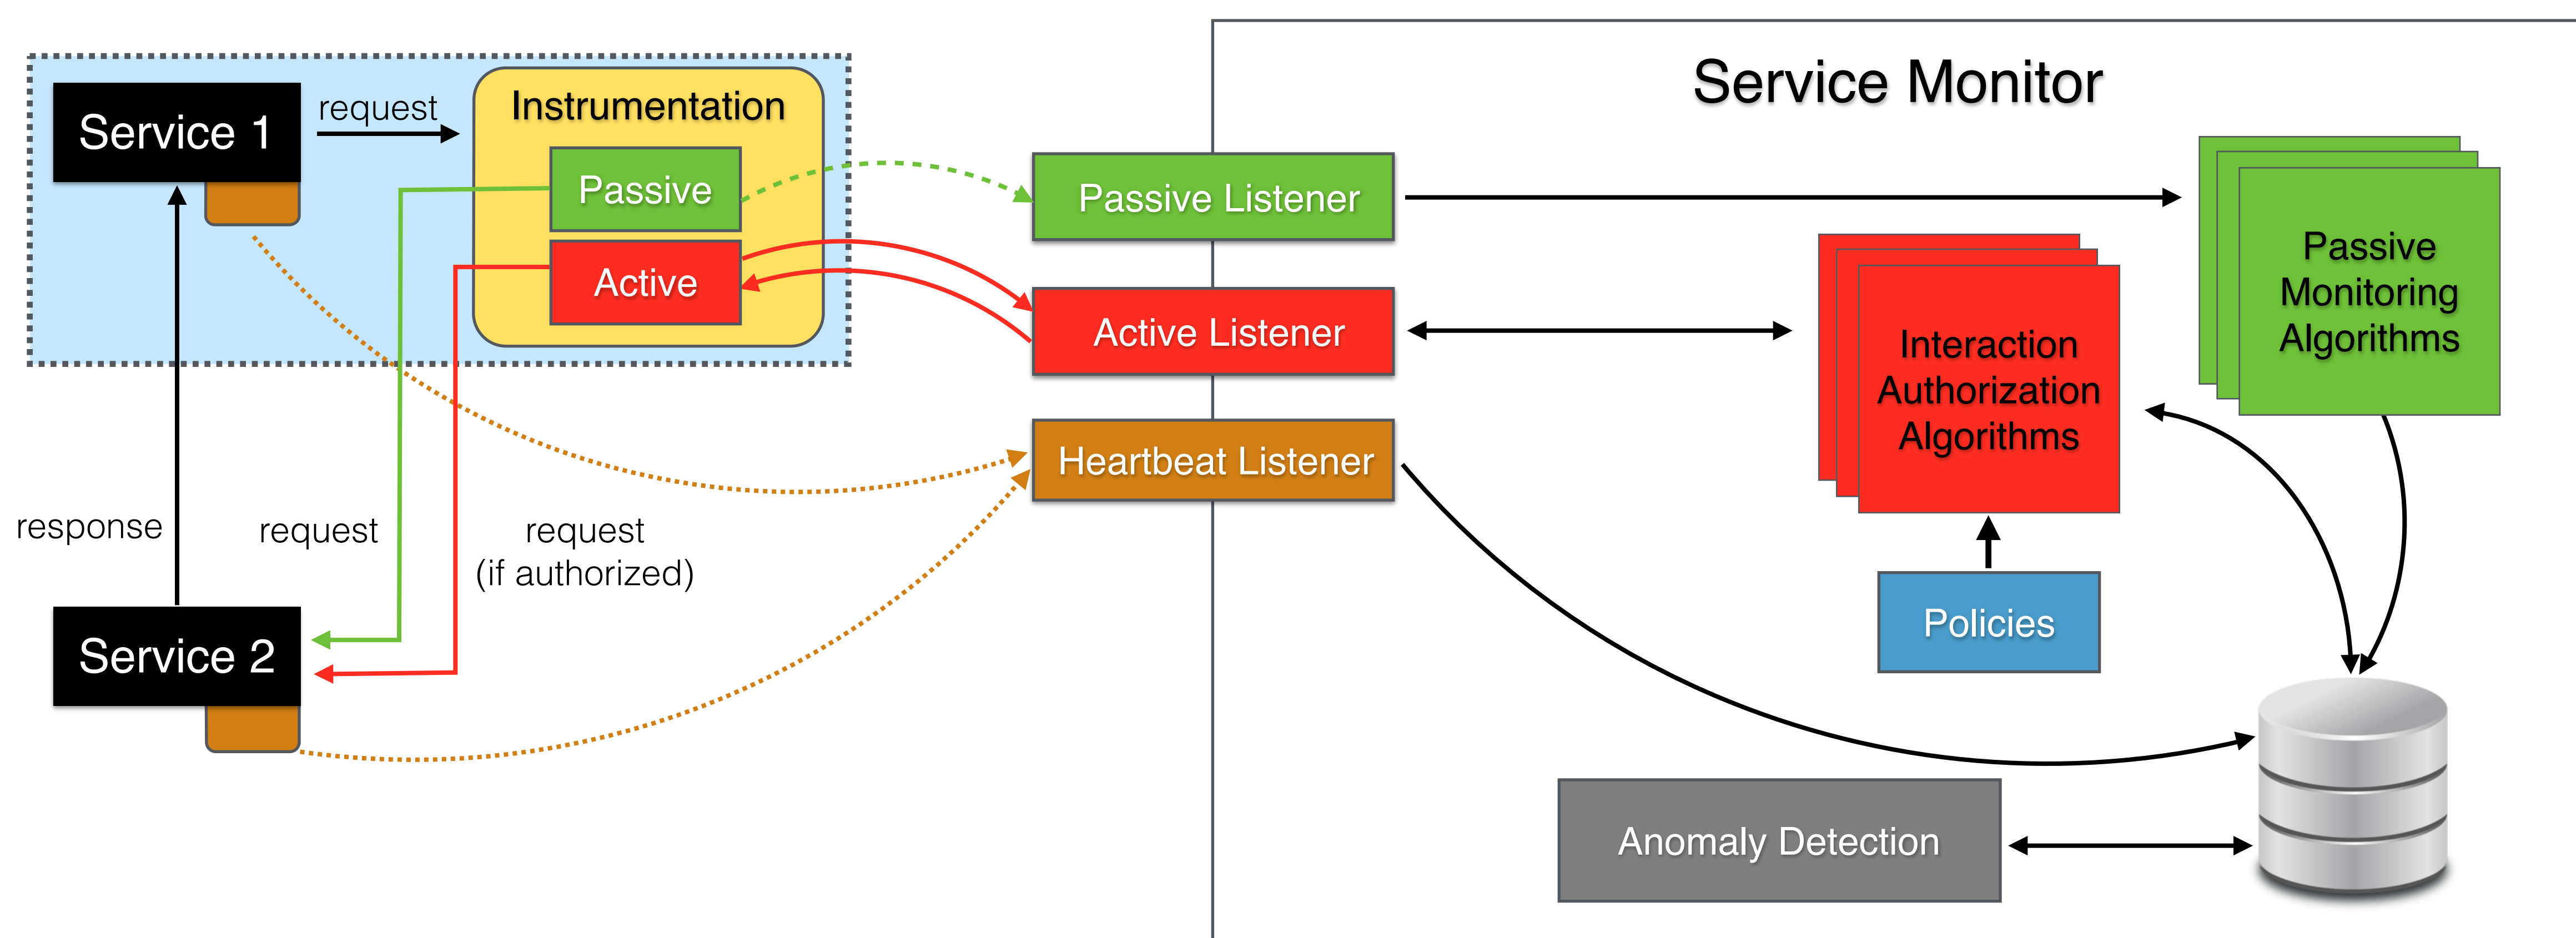 Service Monitor
Service 1
request
Instrumentation
Passive
Active
Passive Listener
Active Listener
Heartbeat Listener
Passive
Monitoring
Algorithms
Interaction
Authorization
Algorithms
response
request
request
(if authorized)
Service 2
Policies
Anomaly Detection